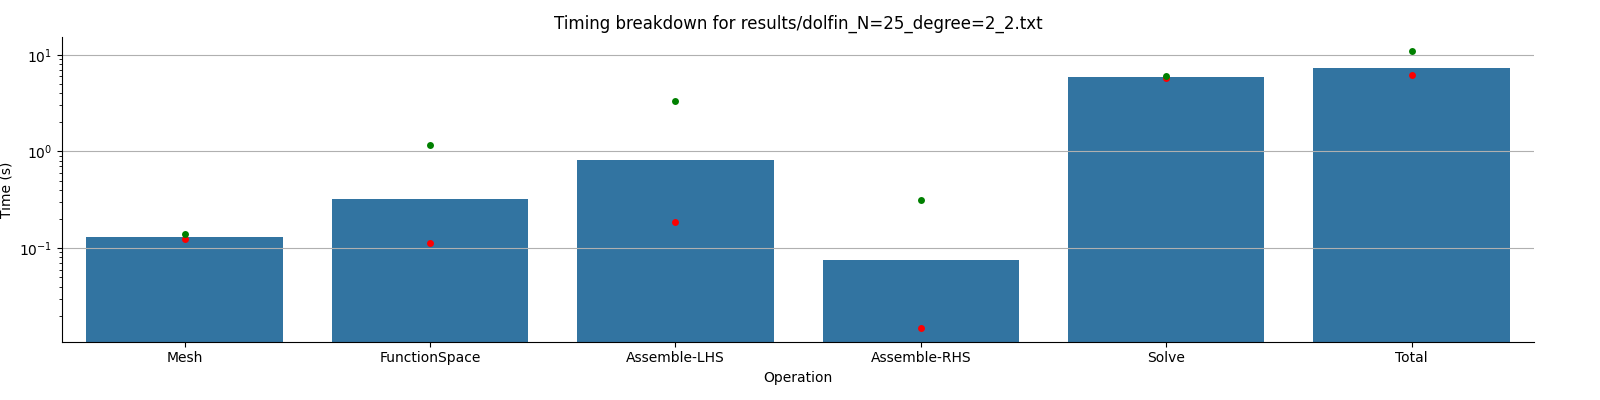 Timing breakdown for results/dolfin_N=25_degree=2_2.txt
Time (s)
10¹
10⁰
10⁻¹
Mesh FunctionSpace Assemble-LHS Assemble-RHS Solve Total
Operation